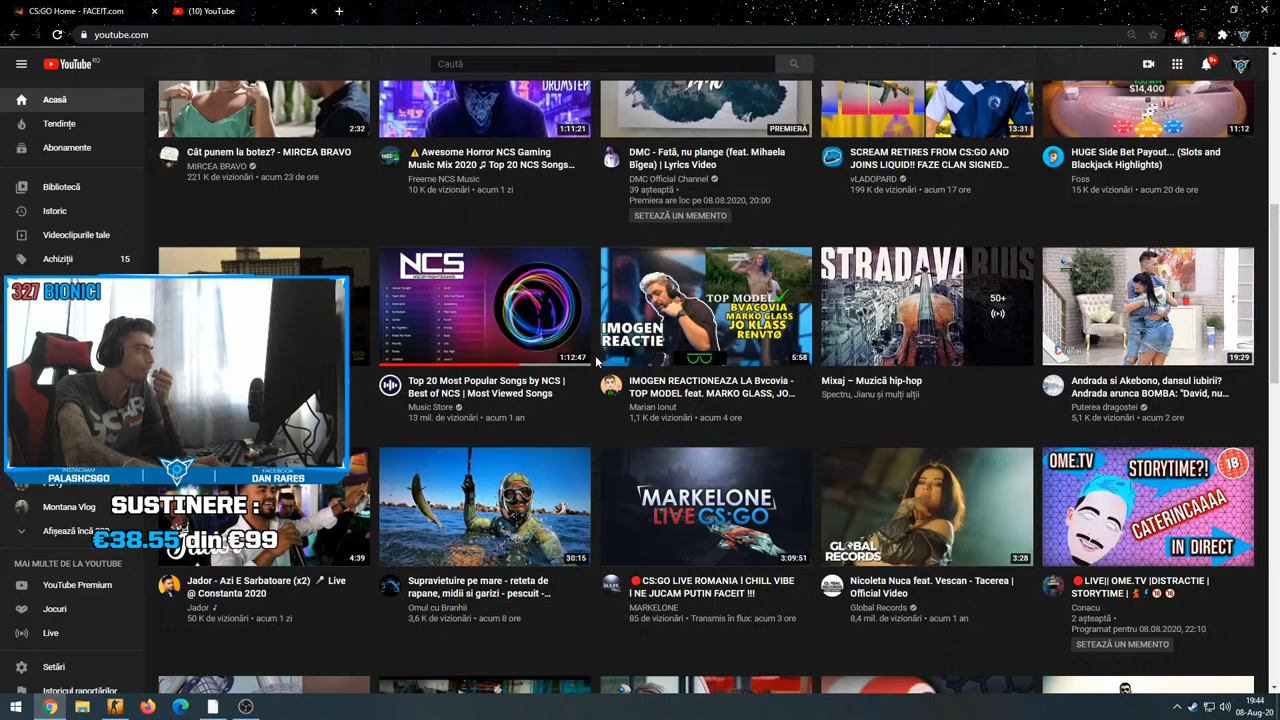 CS:GO Home - FACEIT.com
(10) YouTube
youtube.com
YouTube RO
Caută
9+
Acasă
Tendințe
Abonamente
Bibliotecă
Istoric
Videoclipurile tale
Achiziții 15
327 BIONICI
INSTAGRAM
PALASHCSGO
FACEBOOK
DAN RARES
SUSTINERE :
€38.55 din €99
Montana Vlog
MAI MULTE DE LA YOUTUBE
YouTube Premium
Jocuri
Live
Setări
Istoricul raportărilor
2:32
Cât punem la botez? - MIRCEA BRAVO
MIRCEA BRAVO
221 K de vizionări • acum 23 de ore
DRUMSTEP
1:11:21
⚠Awesome Horror NCS Gaming
Music Mix 2020 ♫ Top 20 NCS Songs...
Freeme NCS Music
10 K de vizionări • acum 1 zi
PREMIERĂ
DMC - Fată, nu plange (feat. Mihaela
Bîgea) | Lyrics Video
DMC Official Channel
39 așteaptă •
Premiera are loc pe 08.08.2020, 20:00
SETEAZĂ UN MEMENTO
13:31
SCREAM RETIRES FROM CS:GO AND
JOINS LIQUID!! FAZE CLAN SIGNED...
vLADOPARD
199 K de vizionări • acum 17 ore
$14,400
11:12
HUGE Side Bet Payout... (Slots and
Blackjack Highlights)
Foss
15 K de vizionări • acum 20 de ore
NCS
1:12:47
Top 20 Most Popular Songs by NCS |
Best of NCS | Most Viewed Songs
Music Store
13 mil. de vizionări • acum 1 an
IMOGEN
REACTIE
TOP MODEL
BVACOVIA
MARKO GLASS
JO KLASS
RENVTØ
5:58
IMOGEN REACTIONEAZA LA Bvcovia -
TOP MODEL feat. MARKO GLASS, JO...
Marian Ionut
1,1 K de vizionări • acum 4 ore
STRADAVARIUS
50+
Mixaj – Muzică hip-hop
Spectru, Jianu și mulți alții
19:29
Andrada si Akebono, dansul iubirii?
Andrada arunca BOMBA: "David, nu...
Puterea dragostei
5,1 K de vizionări • acum 2 ore
4:39
Jador - Azi E Sarbatoare (x2) 🎤 Live
@ Constanta 2020
Jador
50 K de vizionări • acum 1 zi
30:15
Supravietuire pe mare - reteta de
rapane, midii si garizi - pescuit -...
Omul cu Branhii
3,6 K de vizionări • acum 8 ore
MARKELONE
LIVE CS:GO
3:09:51
🔴CS:GO LIVE ROMANIA l CHILL VIBE
l NE JUCAM PUTIN FACEIT !!!
MARKELONE
85 de vizionări • Transmis în flux: acum 3 ore
GLOBAL
RECORDS
3:28
Nicoleta Nuca feat. Vescan - Tacerea |
Official Video
Global Records
8,4 mil. de vizionări • acum 1 an
OME.TV
STORYTIME?!
18
CATERINCAAAA
IN DIRECT
🔴LIVE|| OME.TV |DISTRACTIE |
STORYTIME |
Conacu
2 așteaptă •
Programat pentru 08.08.2020, 22:10
SETEAZĂ UN MEMENTO
19:44
08-Aug-20